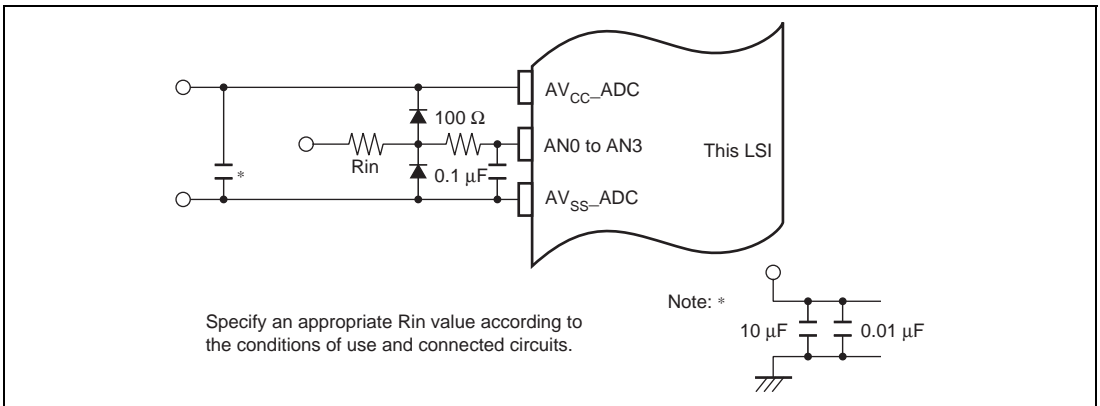 AVCC_ADC
100 Ω
AN0 to AN3
This LSI
Rin
0.1 μF
*
AVSS_ADC
Note: *
Specify an appropriate Rin value according to
the conditions of use and connected circuits.
10 μF
0.01 μF